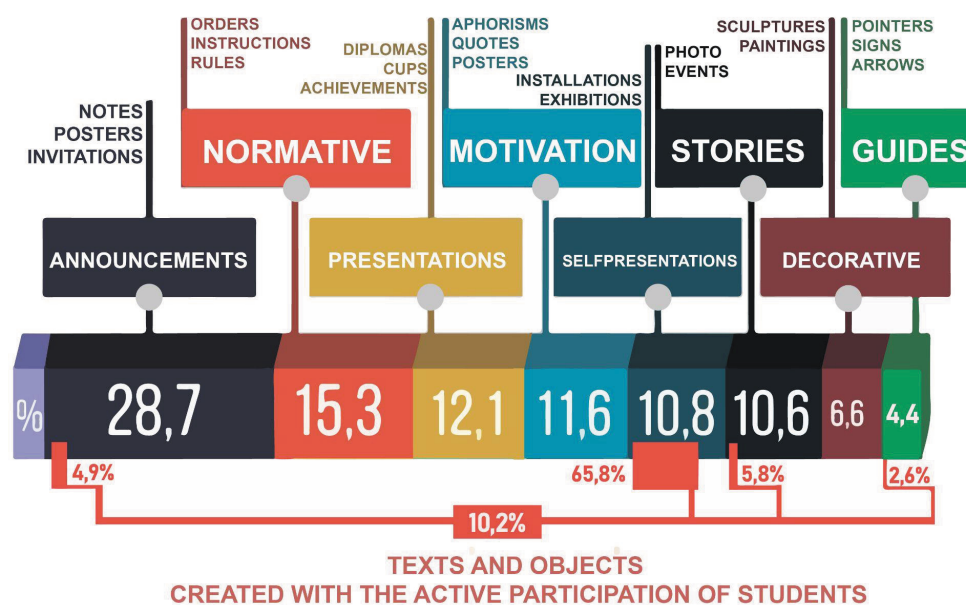 ORDERS
INSTRUCTIONS
RULES
DIPLOMAS
CUPS
ACHIEVEMENTS
APHORISMS
QUOTES
POSTERS
INSTALLATIONS
EXHIBITIONS
PHOTO
EVENTS
SCULPTURES
PAINTINGS
POINTERS
SIGNS
ARROWS
NOTES
POSTERS
INVITATIONS
NORMATIVE
MOTIVATION
STORIES
GUIDES
ANNOUNCEMENTS
PRESENTATIONS
SELFPRESENTATIONS
DECORATIVE
% 28,7 15,3 12,1 11,6 10,8 10,6 6,6 4,4
4,9% 65,8% 5,8% 2,6%
10,2%
TEXTS AND OBJECTS
CREATED WITH THE ACTIVE PARTICIPATION OF STUDENTS